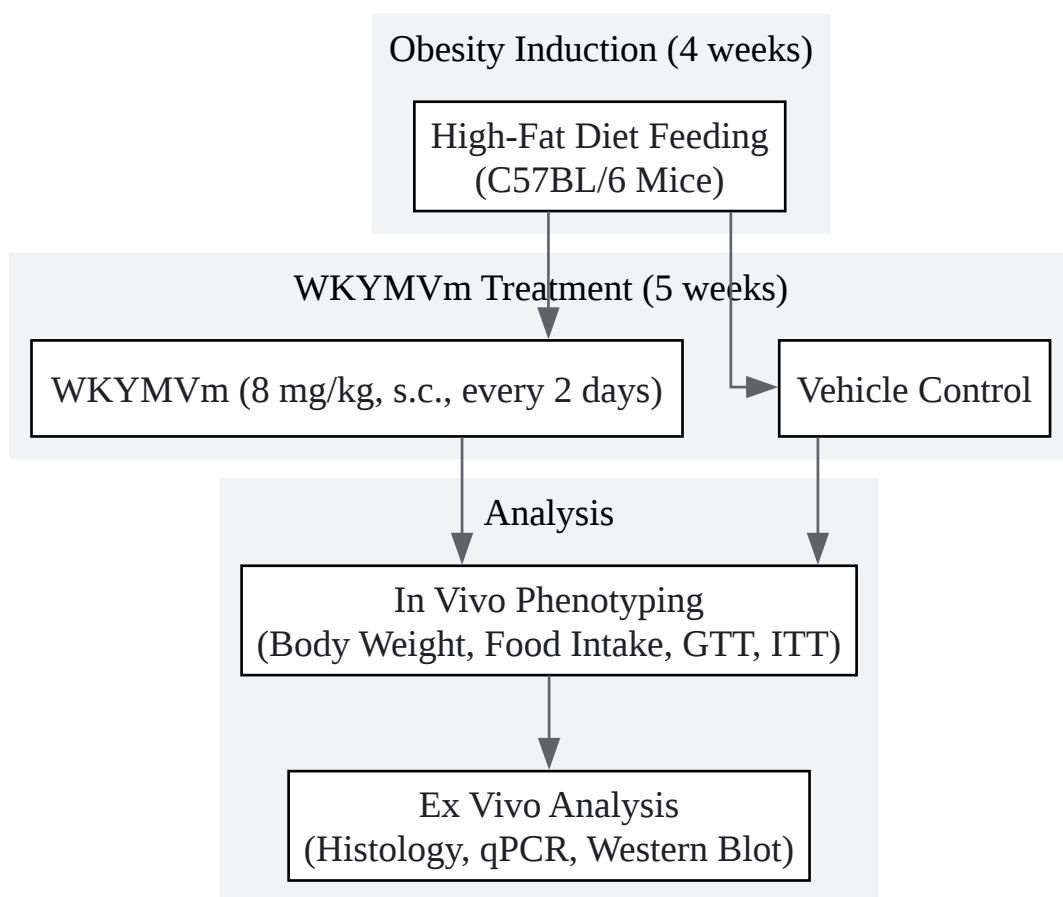 Obesity Induction (4 weeks)
High-Fat Diet Feeding
(C57BL/6 Mice)
WKYMVm Treatment (5 weeks)
WKYMVm (8 mg/kg, s.c., every 2 days)
Vehicle Control
Analysis
In Vivo Phenotyping
(Body Weight, Food Intake, GTT, ITT)
Ex Vivo Analysis
(Histology, qPCR, Western Blot)